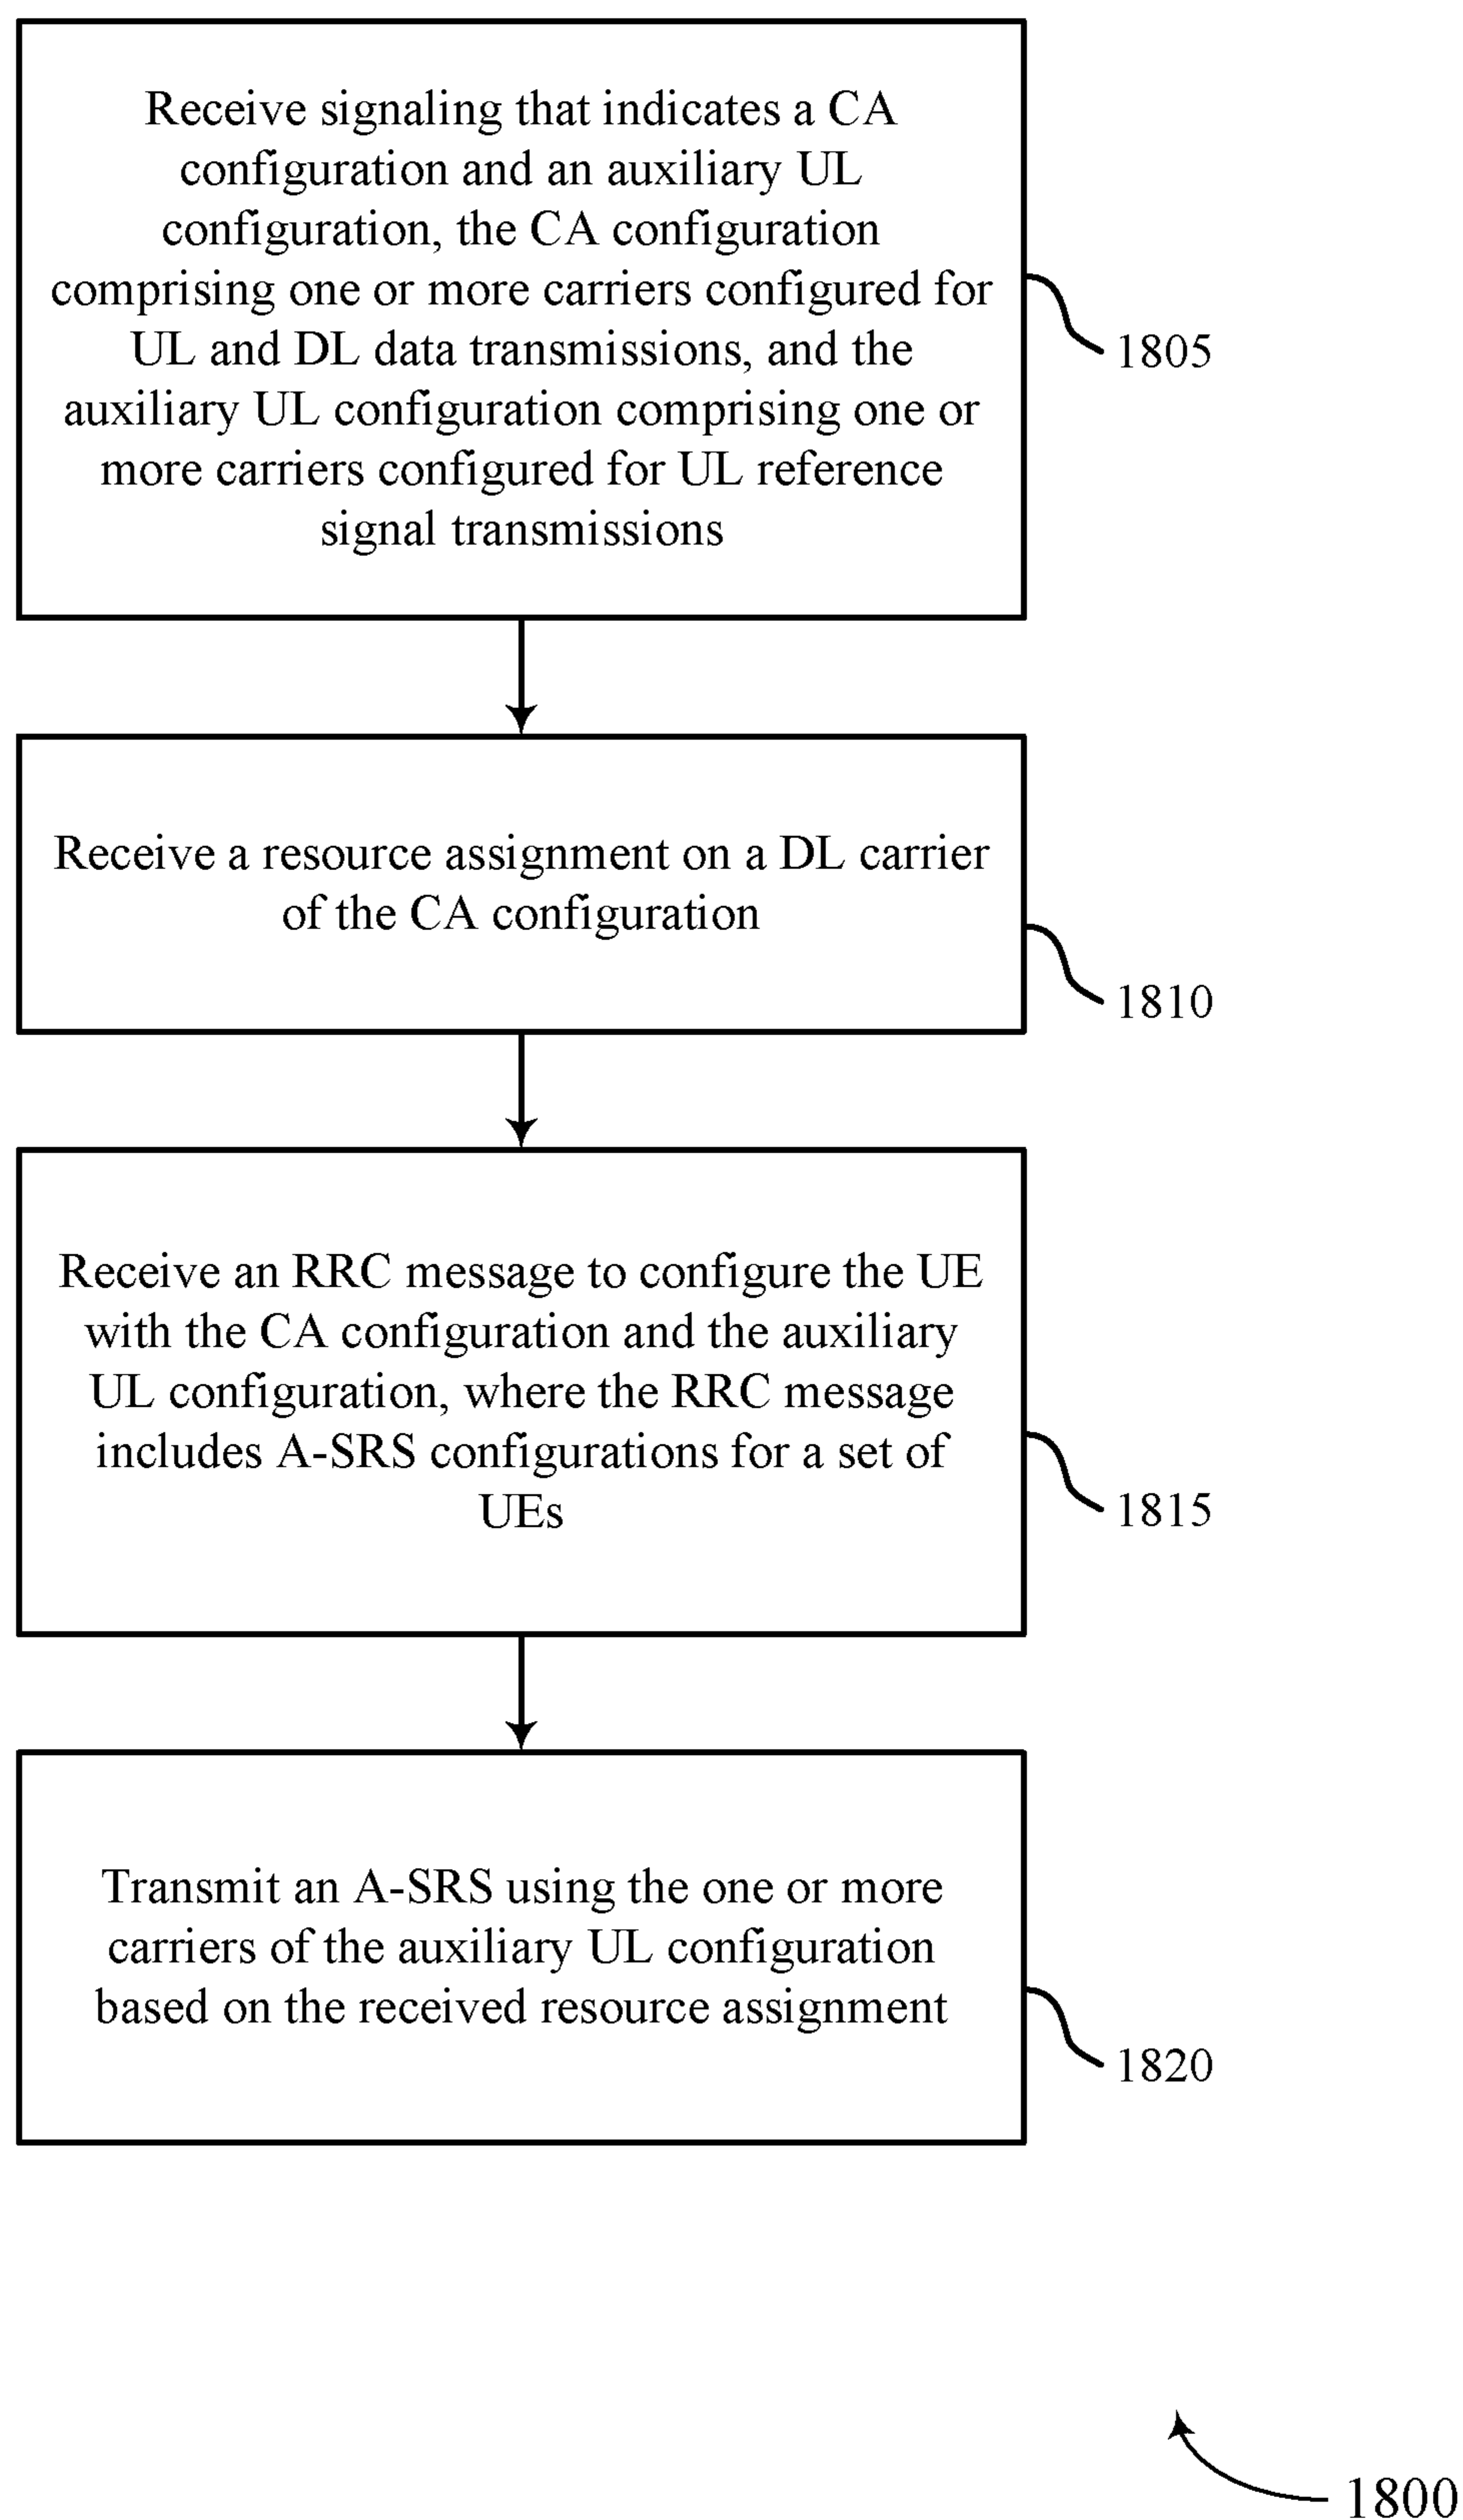 Receive signaling that indicates a CA
configuration and an auxiliary UL
configuration, the CA configuration
comprising one or more carriers configured for
UL and DL data transmissions, and the
auxiliary UL configuration comprising one or
more carriers configured for UL reference
signal transmissions
1805
Receive a resource assignment on a DL carrier
of the CA configuration
1810
Receive an RRC message to configure the UE
with the CA configuration and the auxiliary
UL configuration, where the RRC message
includes A-SRS configurations for a set of
UEs
1815
Transmit an A-SRS using the one or more
carriers of the auxiliary UL configuration
based on the received resource assignment
1820
1800